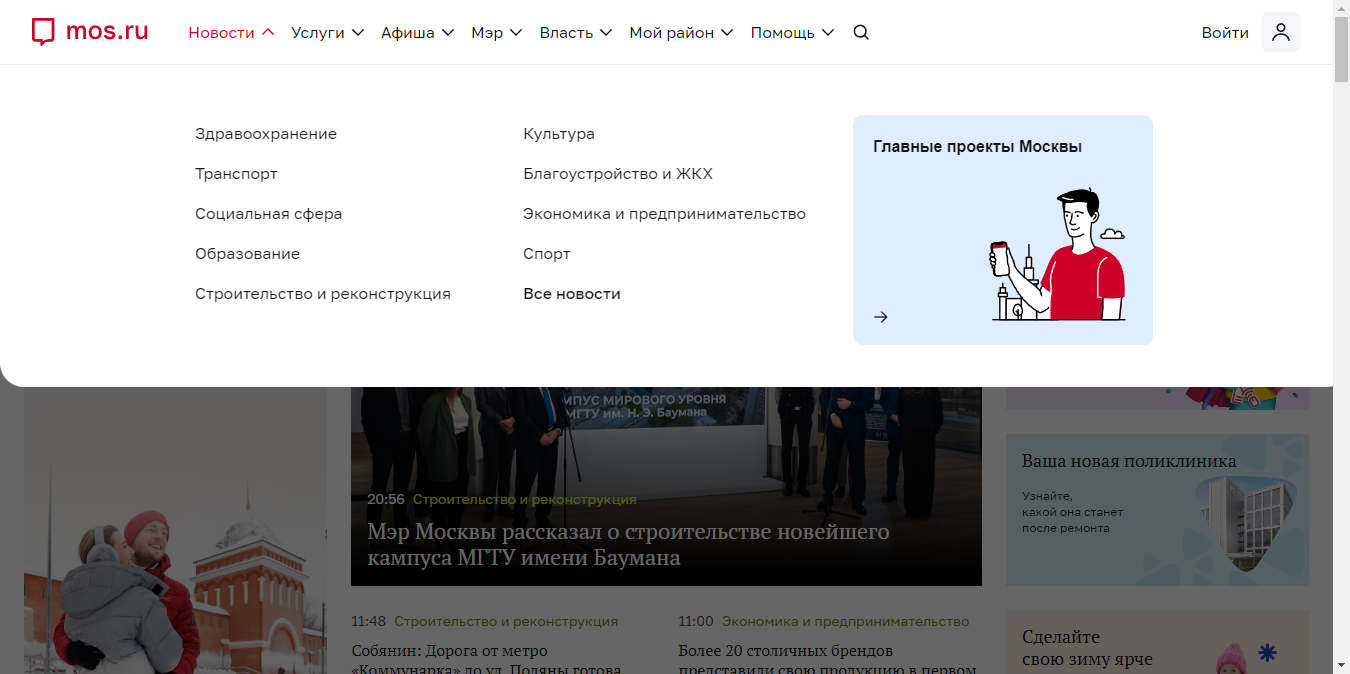 mos.ru
Новости
Услуги
Афиша
Мэр
Власть
Мой район
Помощь
Войти
Здравоохранение
Транспорт
Социальная сфера
Образование
Строительство и реконструкция
Культура
Благоустройство и ЖКХ
Экономика и предпринимательство
Спорт
Все новости
Главные проекты Москвы
МПУС МИРОВОГО УРОВНЯ
МГТУ им. Н. Э. Баумана
20:56 Строительство и реконструкция
Мэр Москвы рассказал о строительстве новейшего
кампуса МГТУ имени Баумана
11:48 Строительство и реконструкция
Собянин: Дорога от метро
«Коммунарка» до ул. Поляны готова
11:00 Экономика и предпринимательство
Более 20 столичных брендов
представили свою продукцию в первом
Ваша новая поликлиника
Узнайте,
какой она станет
после ремонта
Сделайте
свою зиму ярче